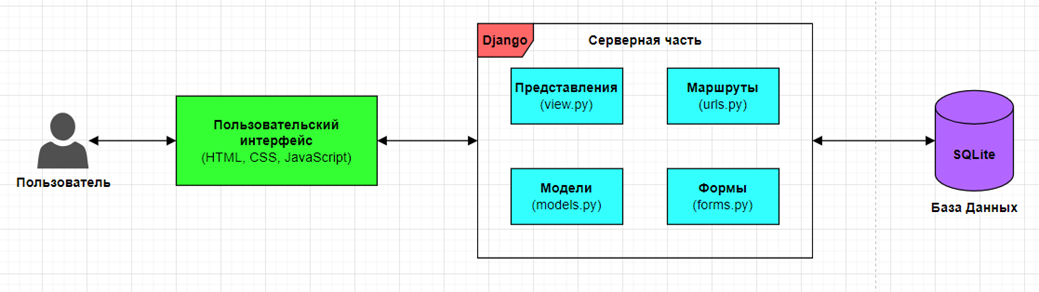 Пользователь
Пользовательский
интерфейс
(HTML, CSS, JavaScript)
Django
Серверная часть
Представления
(view.py)
Маршруты
(urls.py)
Модели
(models.py)
Формы
(forms.py)
SQLite
База Данных